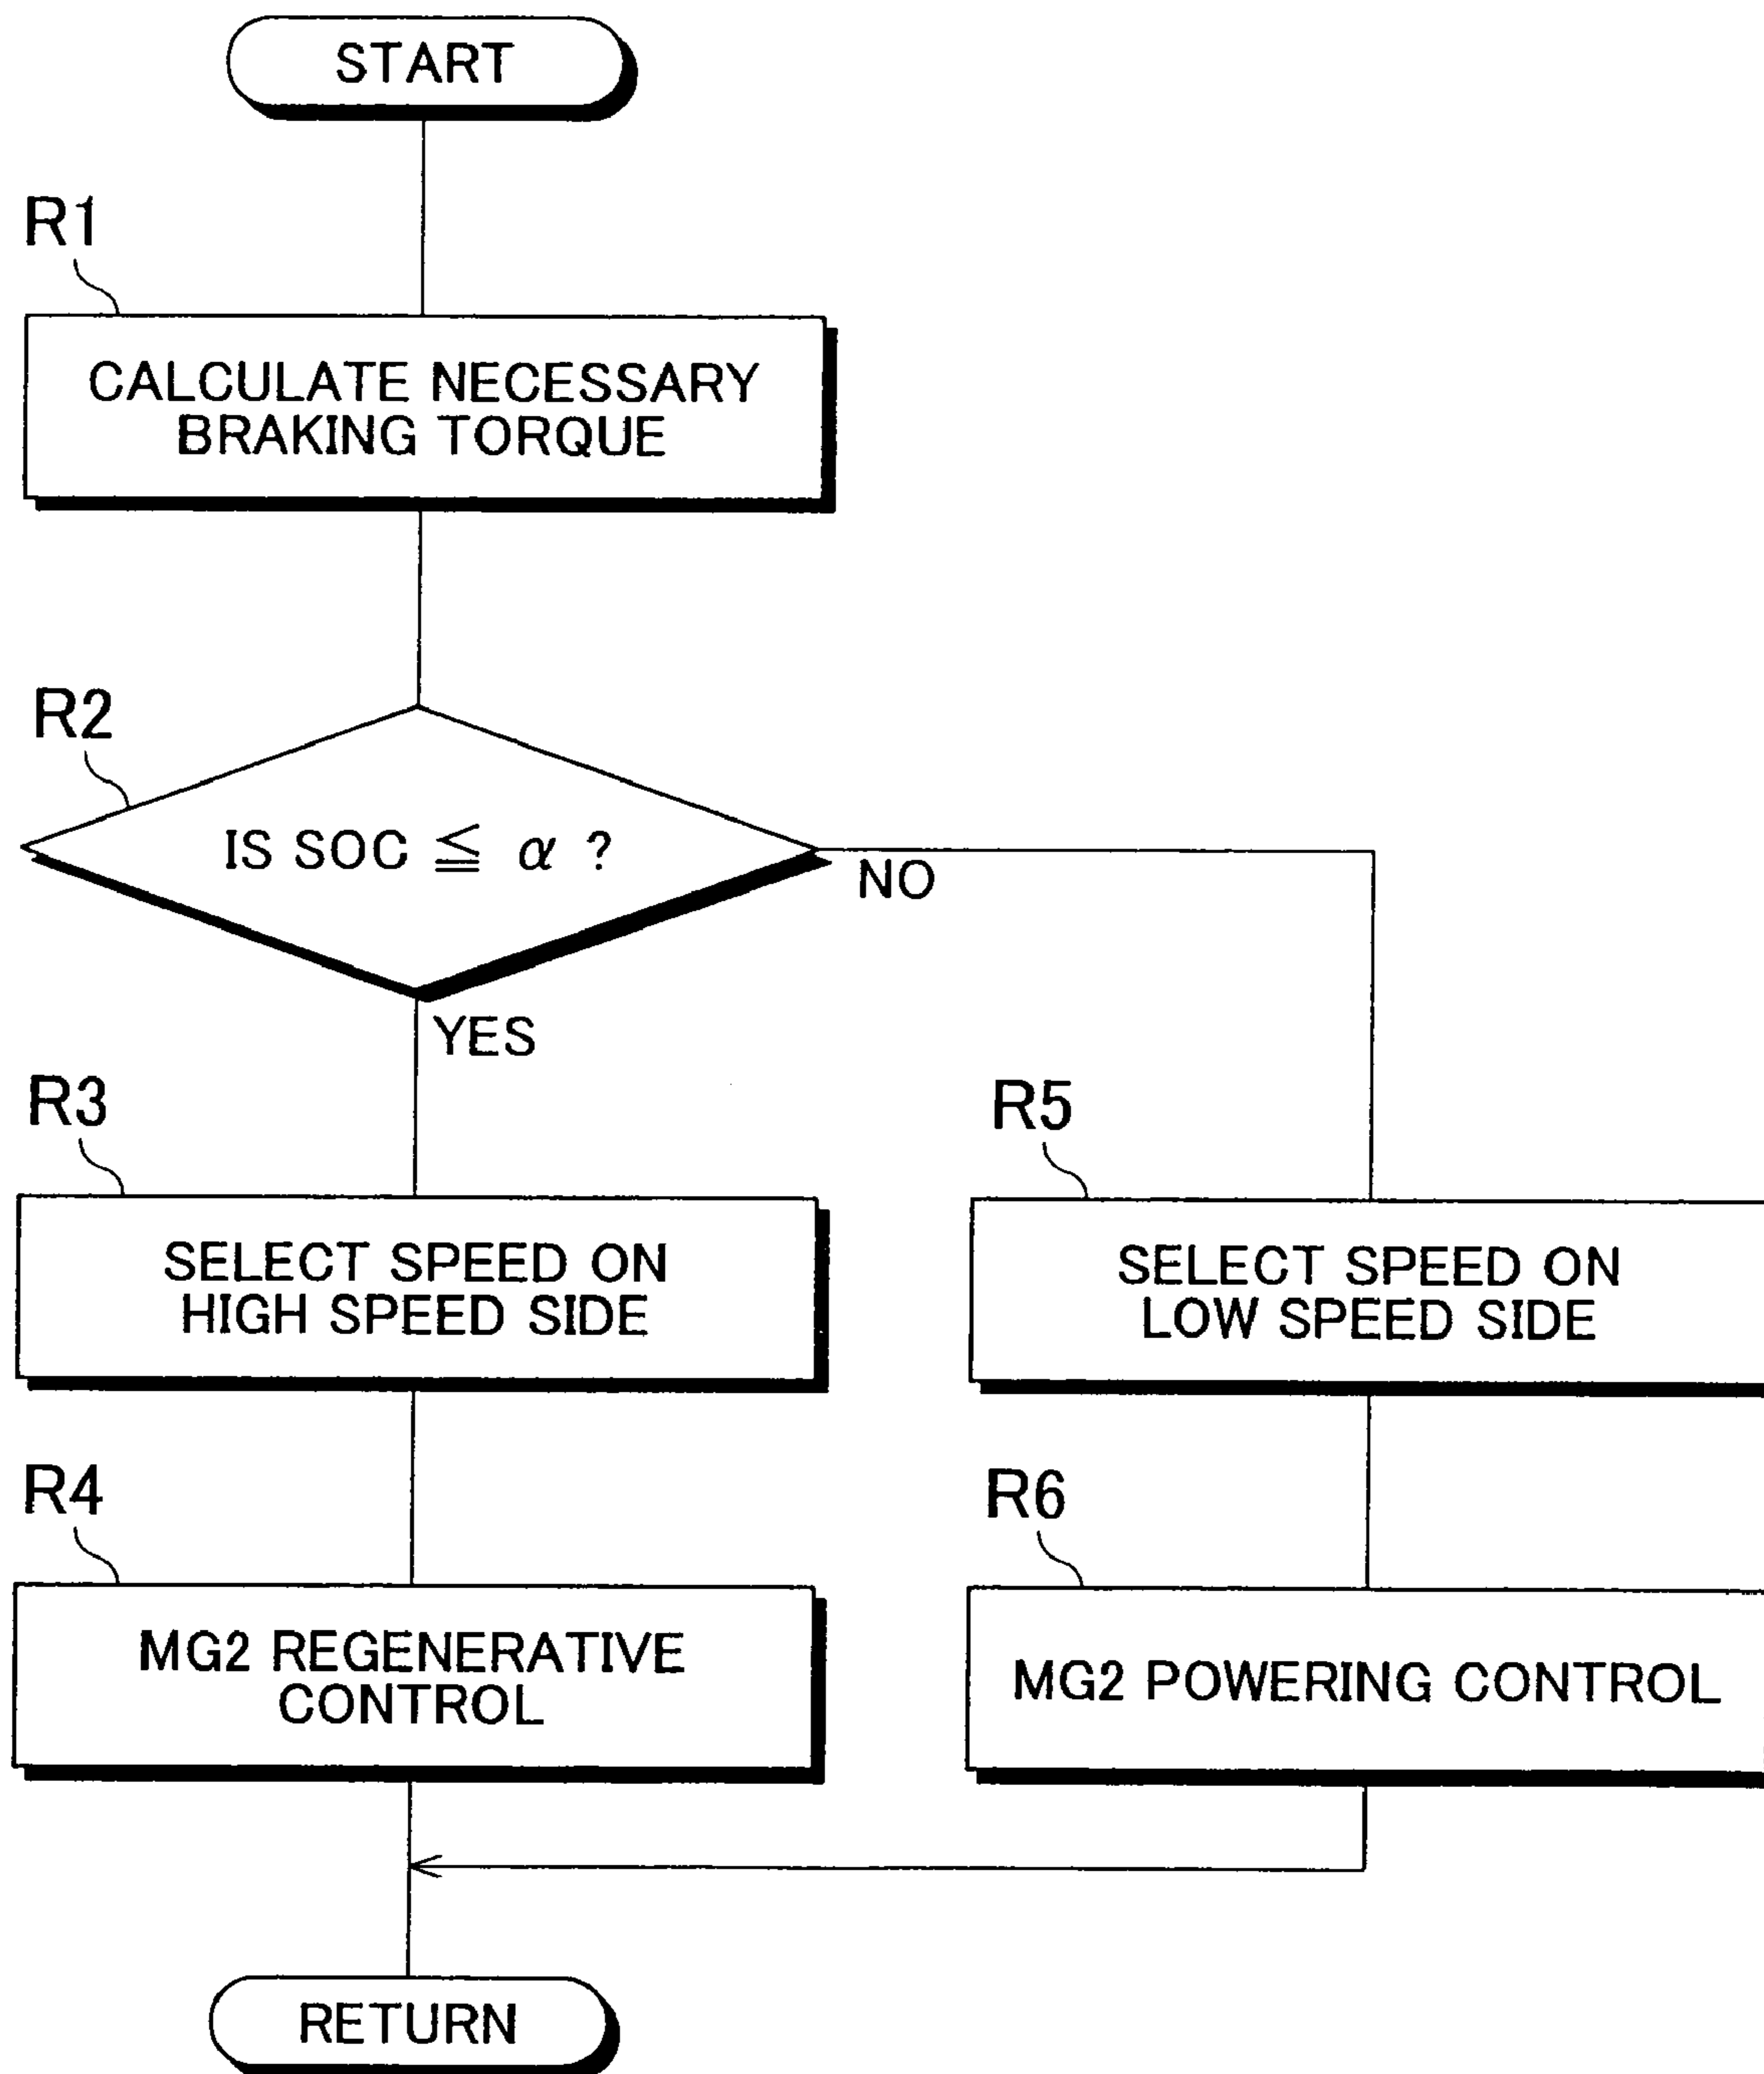 START
R1
CALCULATE NECESSARY
BRAKING TORQUE
R2
IS SOC ≦ α ?
NO
YES
R3
SELECT SPEED ON
HIGH SPEED SIDE
R5
SELECT SPEED ON
LOW SPEED SIDE
R4
MG2 REGENERATIVE
CONTROL
R6
MG2 POWERING CONTROL
RETURN